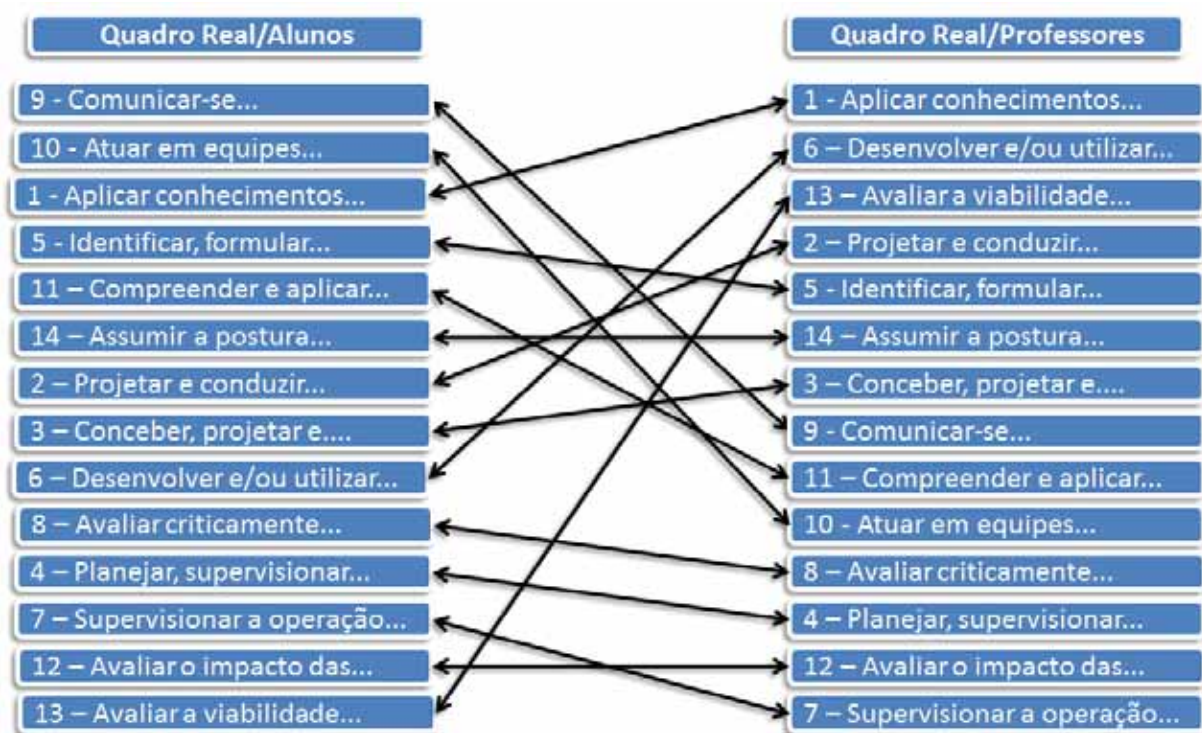 Quadro Real/Alunos
9 - Comunicar-se...
10 - Atuar em equipes...
1 - Aplicar conhecimentos...
5 - Identificar, formular...
11 – Compreender e aplicar...
14 – Assumir a postura...
2 – Projetar e conduzir...
3 – Conceber, projetar e....
6 – Desenvolver e/ou utilizar...
8 – Avaliar criticamente...
4 – Planejar, supervisionar...
7 – Supervisionar a operação...
12 – Avaliar o impacto das...
13 – Avaliar a viabilidade...
Quadro Real/Professores
1 - Aplicar conhecimentos...
6 – Desenvolver e/ou utilizar...
13 – Avaliar a viabilidade...
2 – Projetar e conduzir...
5 - Identificar, formular...
14 – Assumir a postura...
3 – Conceber, projetar e....
9 - Comunicar-se...
11 – Compreender e aplicar...
10 - Atuar em equipes...
8 – Avaliar criticamente...
4 – Planejar, supervisionar...
12 – Avaliar o impacto das...
7 – Supervisionar a operação...